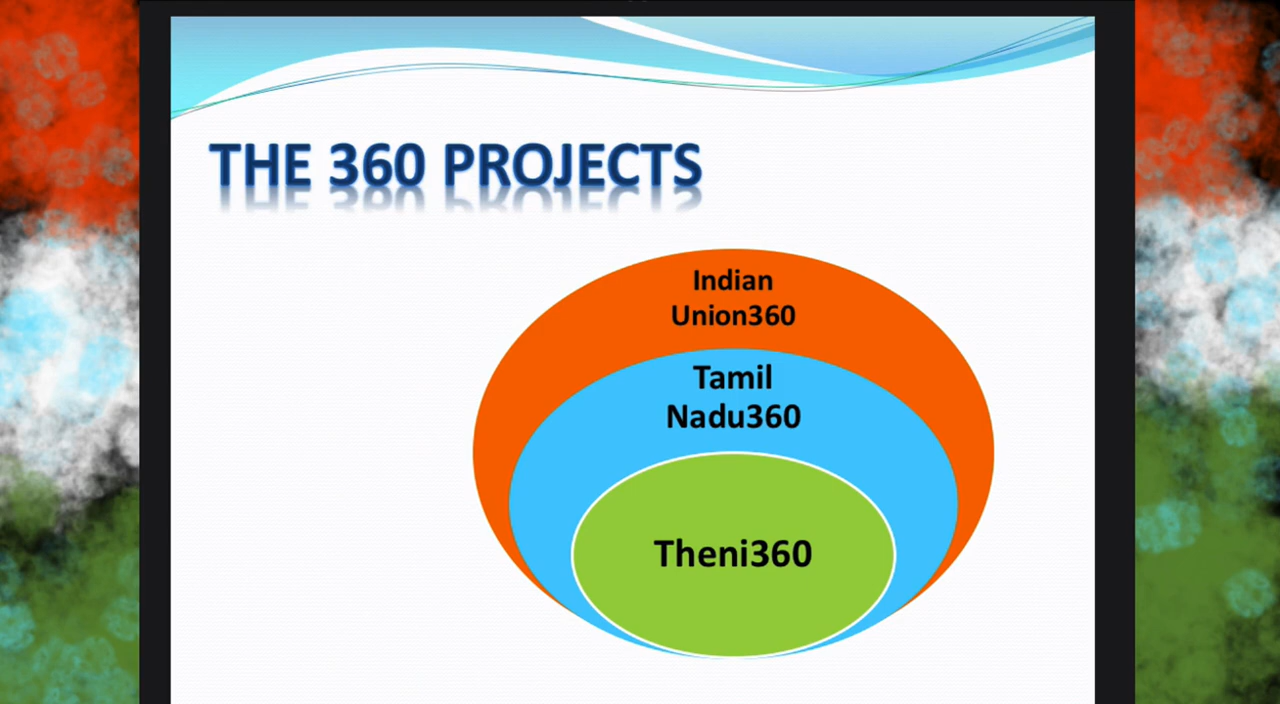 THE 360 PROJECTS
Indian
Union360
Tamil
Nadu360
Theni360